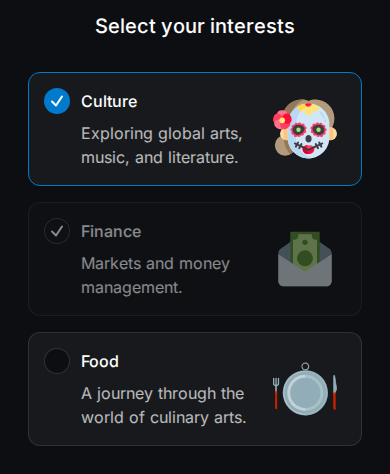 Select your interests
Culture
Exploring global arts,
music, and literature.
Finance
Markets and money
management.
Food
A journey through the
world of culinary arts.